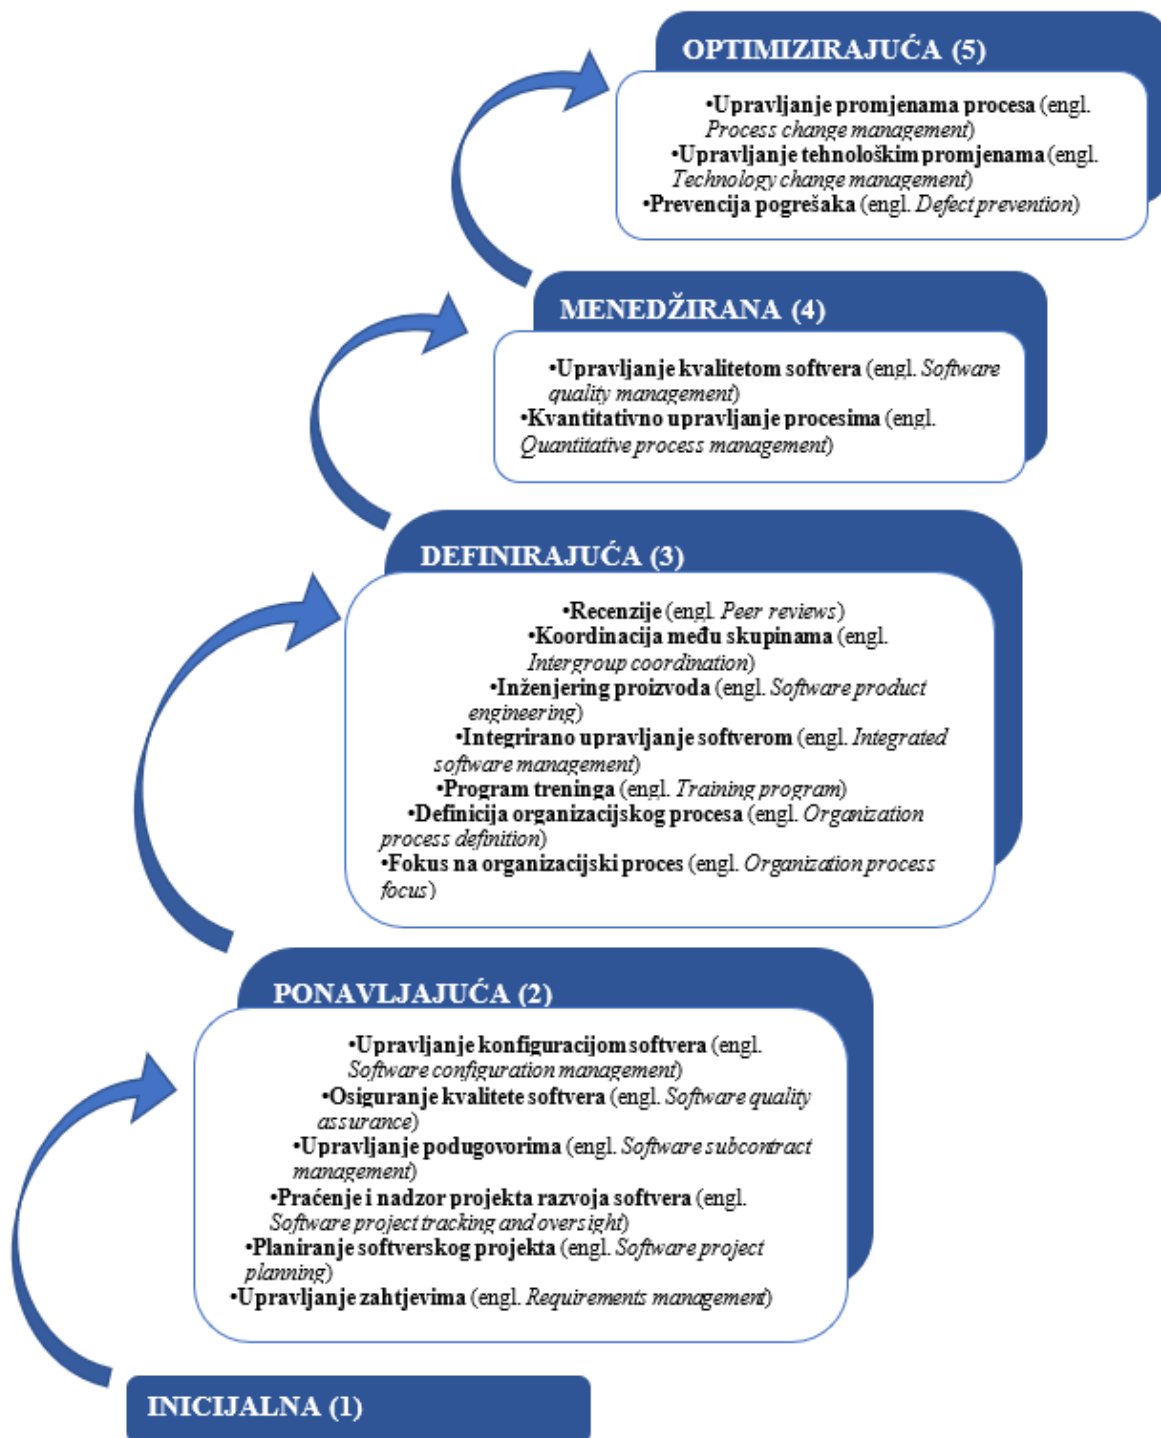 OPTIMIZIRAJUĆA (5)
•Upravljanje promjenama procesa (engl.
Process change management)
•Upravljanje tehnološkim promjenama (engl.
Technology change management)
•Prevencija pogrešaka (engl. Defect prevention)
MENEDŽIRANA (4)
•Upravljanje kvalitetom softvera (engl. Software
quality management)
•Kvantitativno upravljanje procesima (engl.
Quantitative process management)
DEFINIRAJUĆA (3)
•Recenzije (engl. Peer reviews)
•Koordinacija među skupinama (engl.
Intergroup coordination)
•Inženjering proizvoda (engl. Software product
engineering)
•Integrirano upravljanje softverom (engl. Integrated
software management)
•Program treninga (engl. Training program)
•Definicija organizacijskog procesa (engl. Organization
process definition)
•Fokus na organizacijski proces (engl. Organization process
focus)
PONAVLJAJUĆA (2)
•Upravljanje konfiguracijom softvera (engl.
Software configuration management)
•Osiguranje kvalitete softvera (engl. Software quality
assurance)
•Upravljanje podugovorima (engl. Software subcontract
management)
•Praćenje i nadzor projekta razvoja softvera (engl.
Software project tracking and oversight)
•Planiranje softverskog projekta (engl. Software project
planning)
•Upravljanje zahtjevima (engl. Requirements management)
INICIJALNA (1)